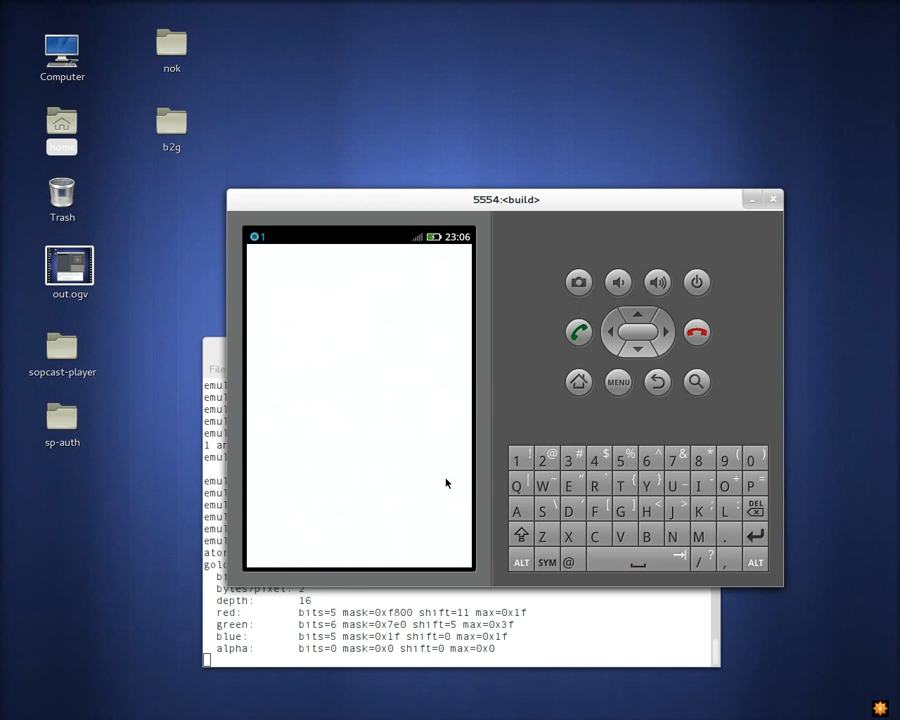 Computer
nok
home
b2g
Trash
out.ogv
sopcast-player
sp-auth
5554:<build>
1
23:06
MENU
1 ! 2 @ 3 # 4 $ 5 % 6 ^ 7 & 8 * 9 ( 0 )
Q | W ~ E " R ` T { Y } U _ I - O + P =
A S \ D F [ G ] H < J > K ; L : DEL
Z X C V B N M .
ALT SYM @ / ? , ALT
File
emul
emul
emul
emul
emul
1 an
emul
emul
emul
emul
emul
emul
emul
ator
gold
bi
bytes/pixel: 2
depth: 16
red: bits=5 mask=0xf800 shift=11 max=0x1f
green: bits=6 mask=0x7e0 shift=5 max=0x3f
blue: bits=5 mask=0x1f shift=0 max=0x1f
alpha: bits=0 mask=0x0 shift=0 max=0x0